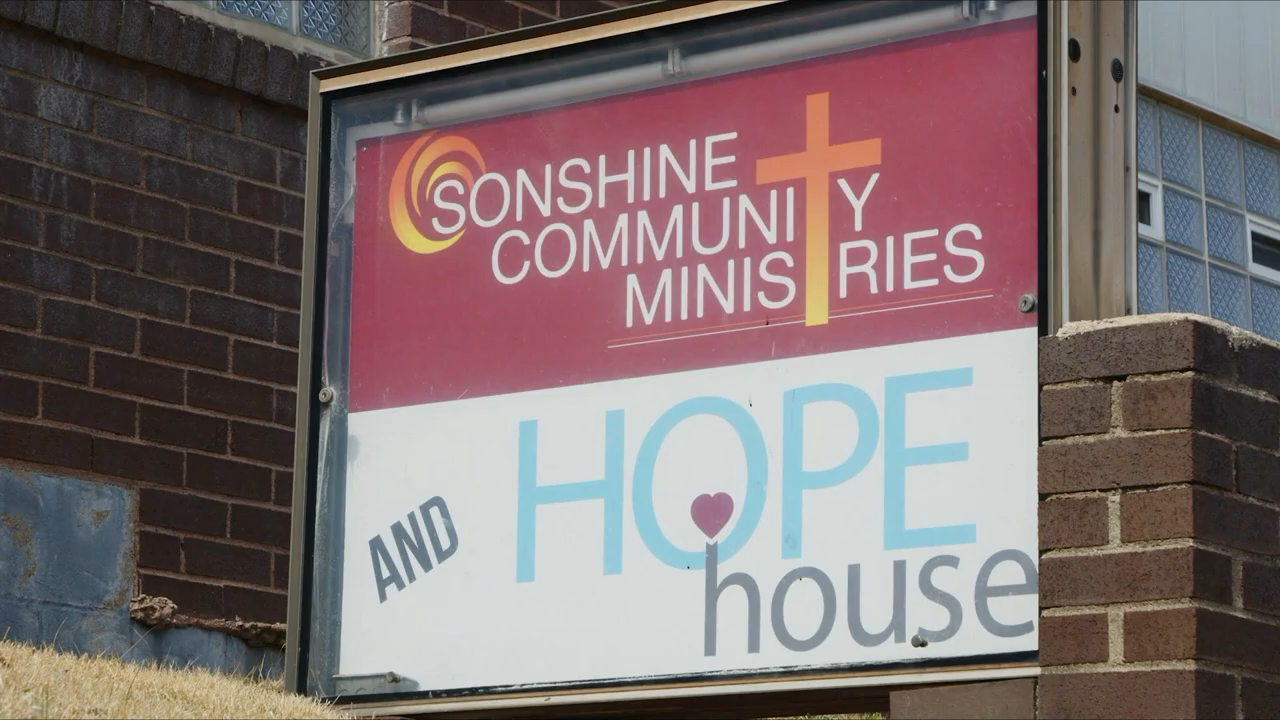 SONSHINE
COMMUNITY
MINISTRIES
AND
HOPE
house